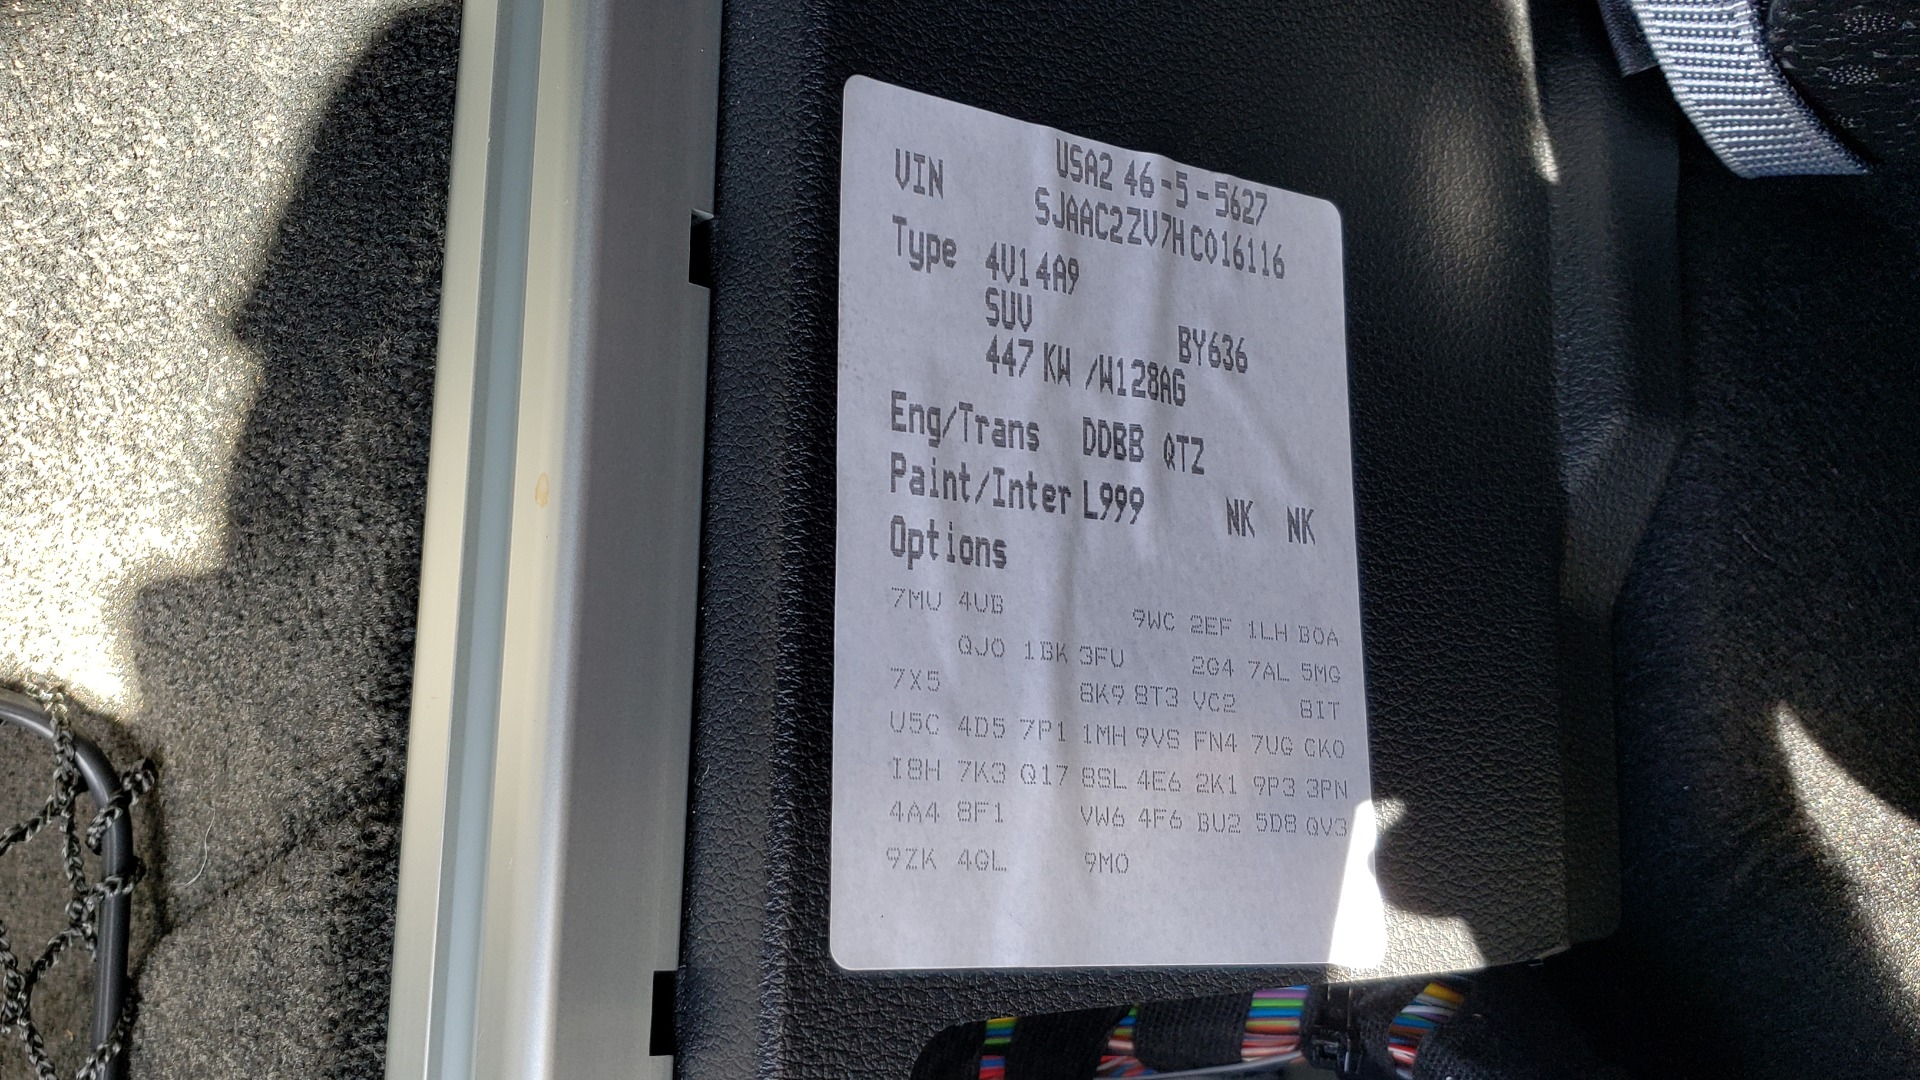 USA2 46-5-5627
VIN SJAAC2ZV7HC016116
Type 4V14A9
SUV BY636
447 KW /W128AG
Eng/Trans DDBB QTZ
Paint/Inter L999 NK NK
Options
7MU 4UB 9WC 2EF 1LH B0A
QJ0 1BK 3FU 2G4 7AL 5MG
7X5 8K9 8T3 VC2 8IT
U5C 4D5 7P1 1MH 9VS FN4 7UG CK0
I8H 7K3 Q17 8SL 4E6 2K1 9P3 3PN
4A4 8F1 VW6 4F6 BU2 5D8 QV3
9ZK 4GL 9M0